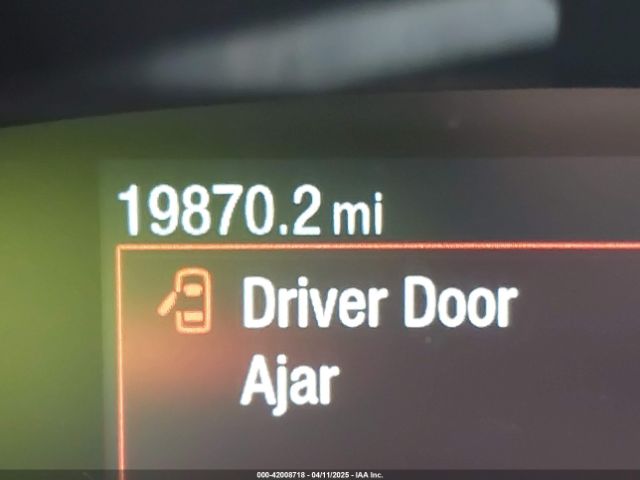 19870.2 mi
Driver Door
Ajar
000-42008718 - 04/11/2025 - IAA Inc.